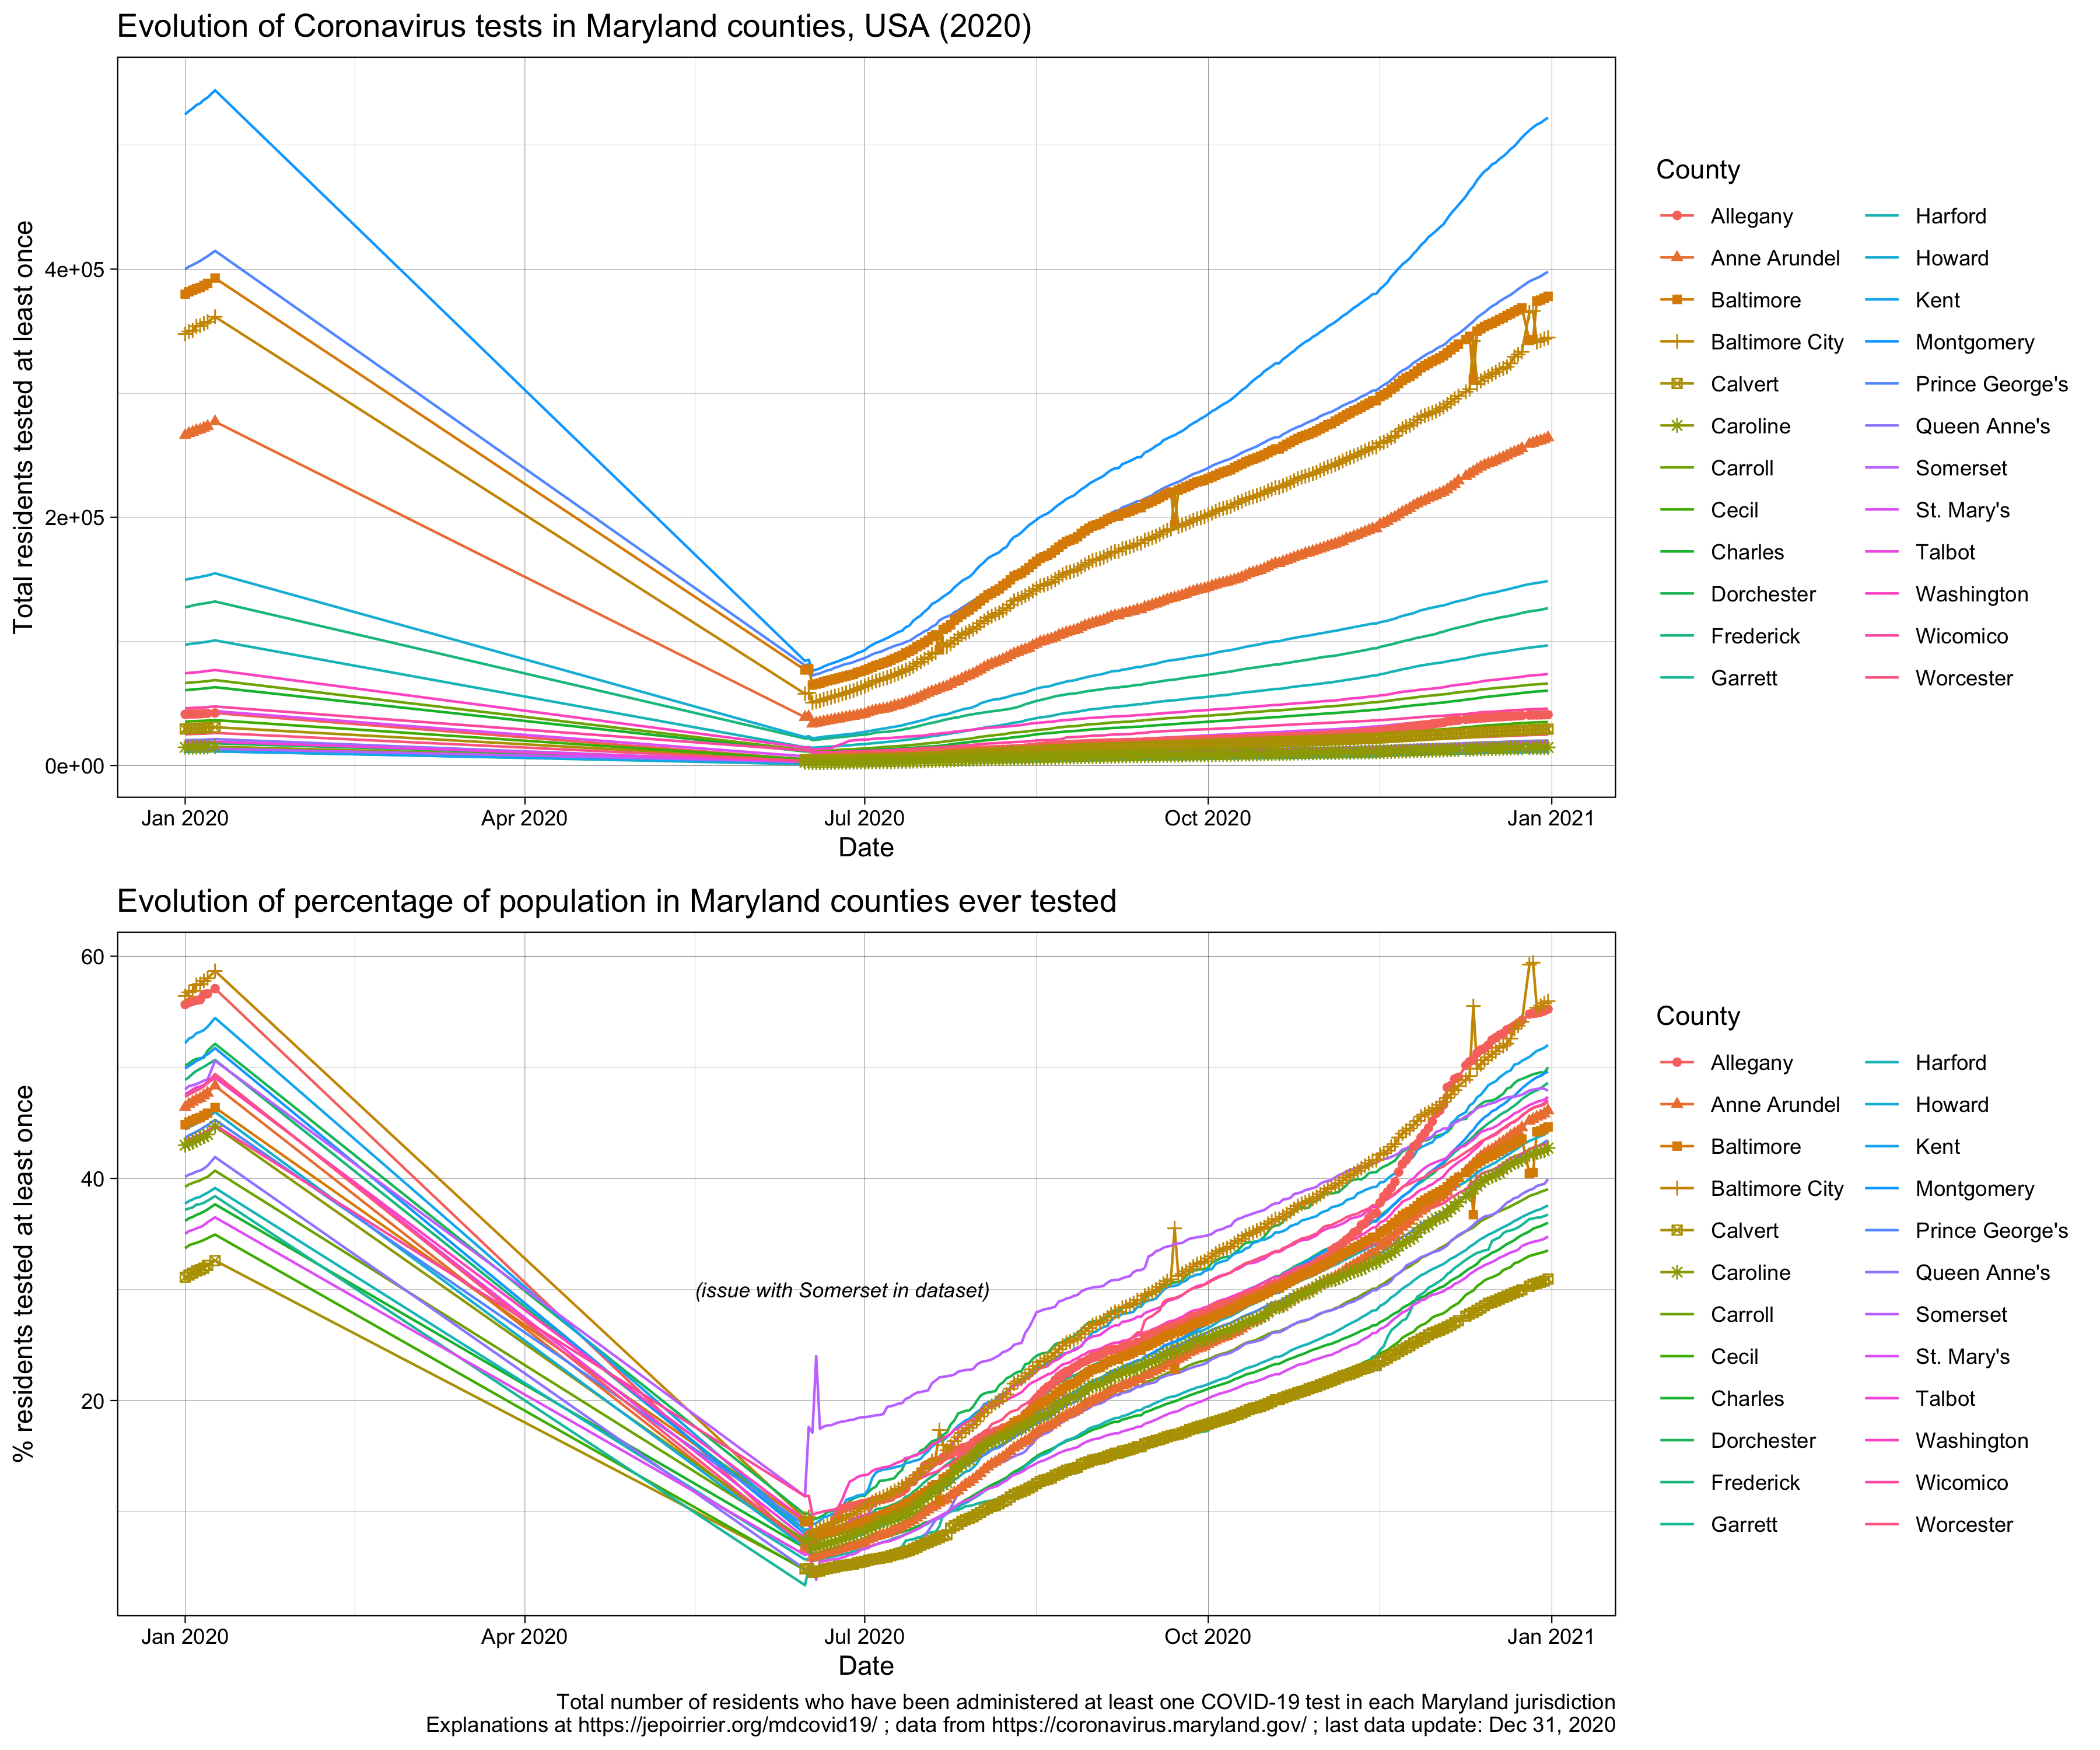 Evolution of Coronavirus tests in Maryland counties, USA (2020)
Total residents tested at least once
4e+05
2e+05
0e+00
Jan 2020
Apr 2020
Jul 2020
Oct 2020
Jan 2021
Date
County
Allegany
Anne Arundel
Baltimore
Baltimore City
Calvert
Caroline
Carroll
Cecil
Charles
Dorchester
Frederick
Garrett
Harford
Howard
Kent
Montgomery
Prince George's
Queen Anne's
Somerset
St. Mary's
Talbot
Washington
Wicomico
Worcester
Evolution of percentage of population in Maryland counties ever tested
% residents tested at least once
60
40
20
(issue with Somerset in dataset)
Jan 2020
Apr 2020
Jul 2020
Oct 2020
Jan 2021
Date
County
Allegany
Anne Arundel
Baltimore
Baltimore City
Calvert
Caroline
Carroll
Cecil
Charles
Dorchester
Frederick
Garrett
Harford
Howard
Kent
Montgomery
Prince George's
Queen Anne's
Somerset
St. Mary's
Talbot
Washington
Wicomico
Worcester
Total number of residents who have been administered at least one COVID-19 test in each Maryland jurisdiction
Explanations at https://jepoirrier.org/mdcovid19/ ; data from https://coronavirus.maryland.gov/ ; last data update: Dec 31, 2020